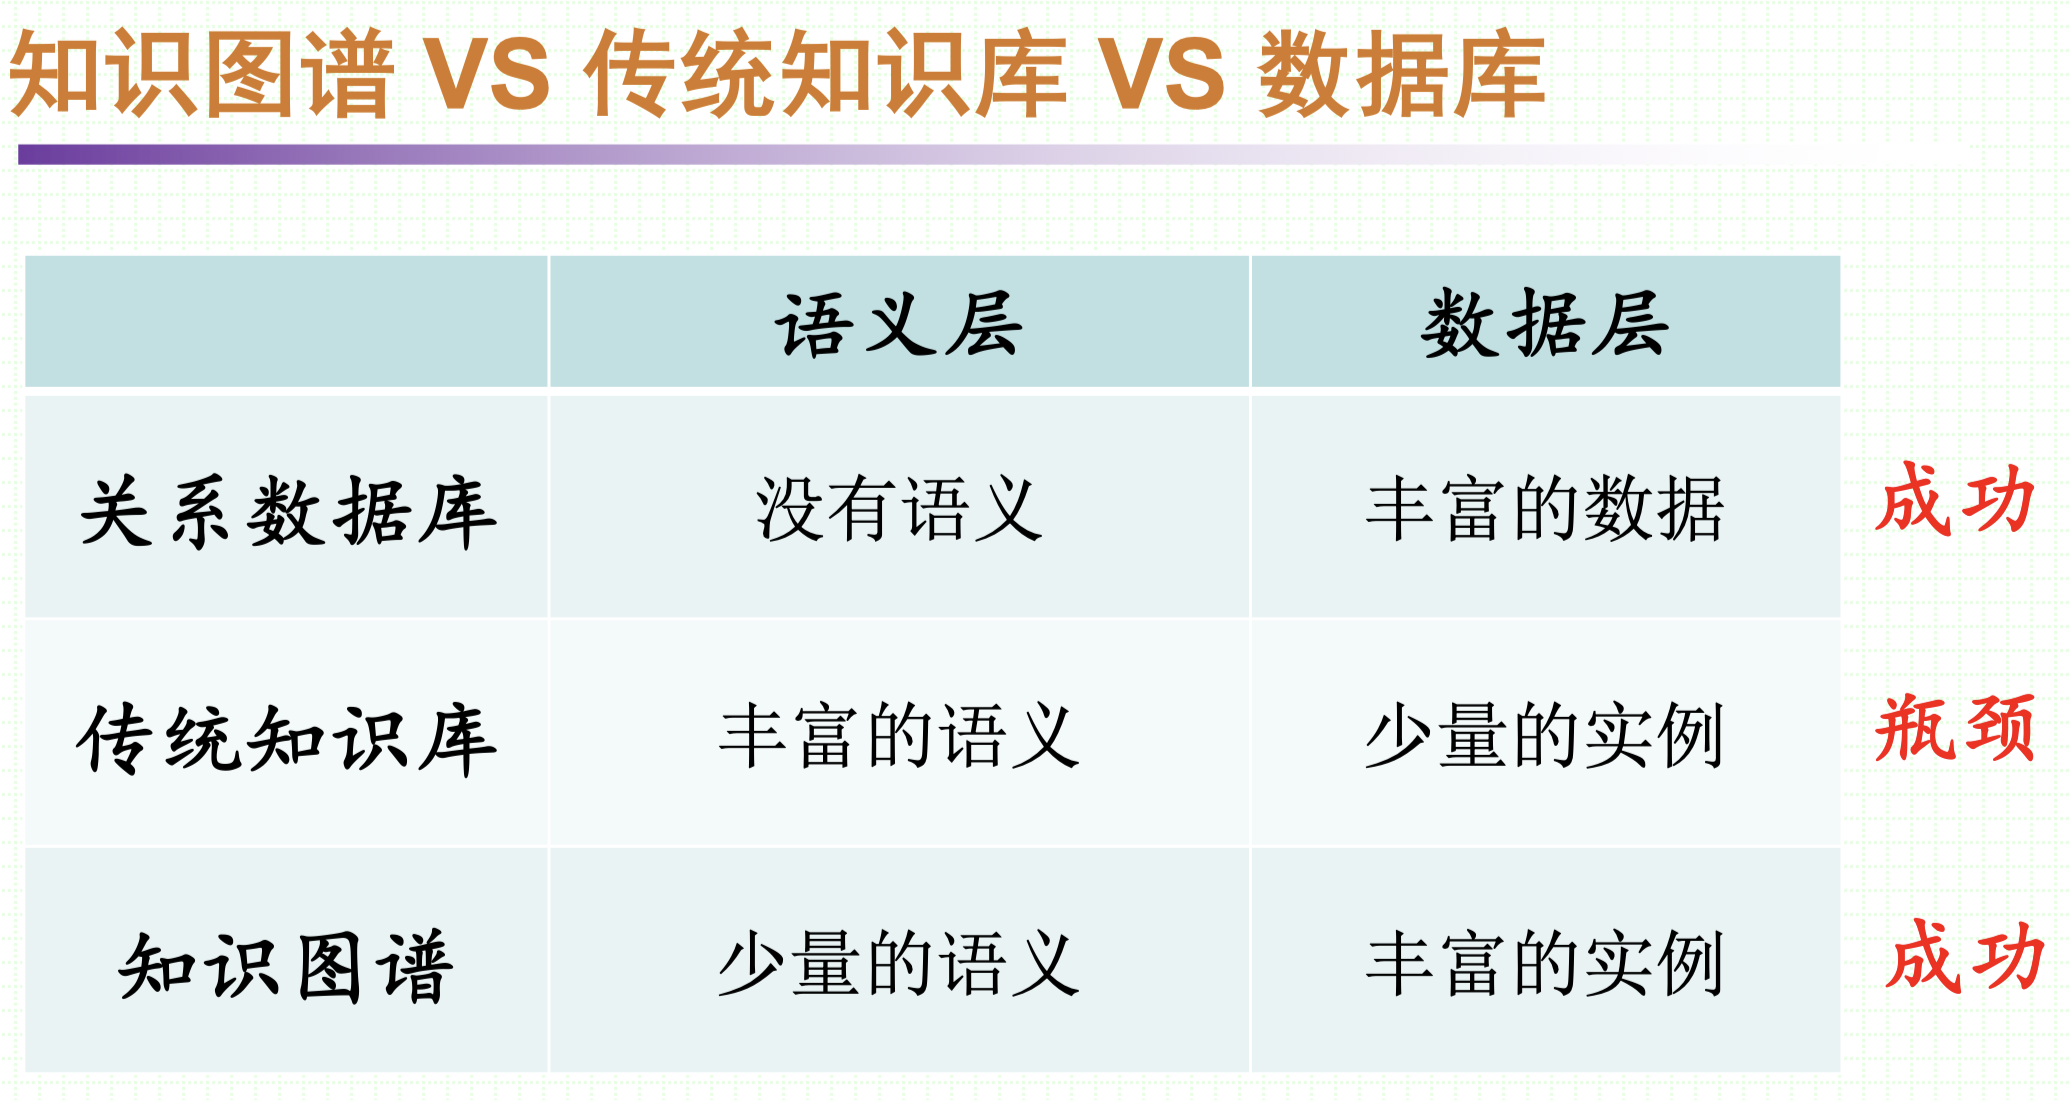 知识图谱 VS 传统知识库 VS 数据库
语义层 数据层
关系数据库 没有语义 丰富的数据 成功
传统知识库 丰富的语义 少量的实例 瓶颈
知识图谱 少量的语义 丰富的实例 成功